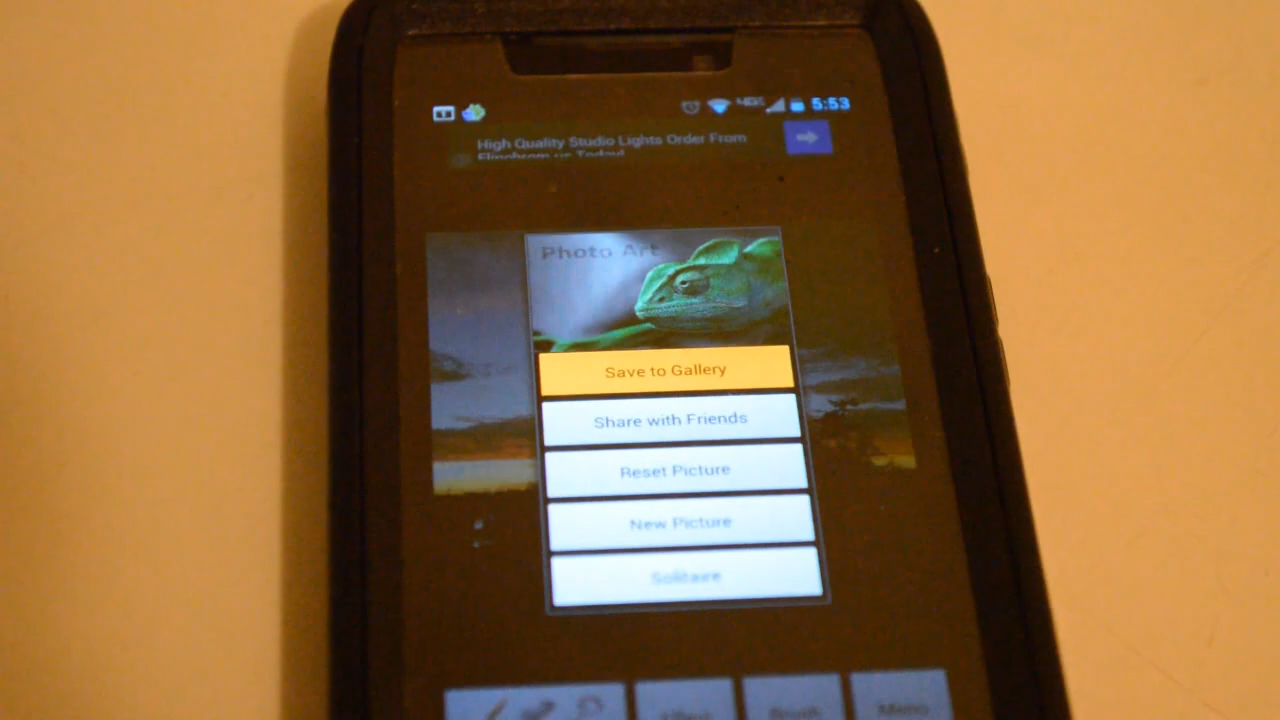 5:53
High Quality Studio Lights Order From
Photo Art
Save to Gallery
Share with Friends
Reset Picture
New Picture
Solitaire
Menu